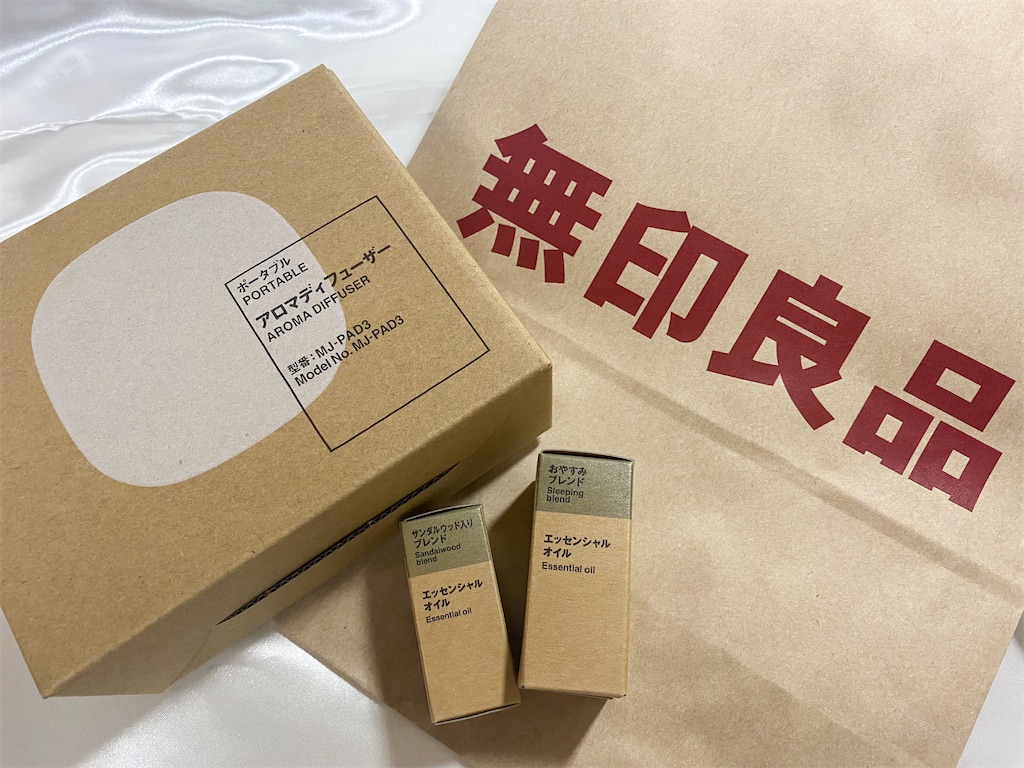 ポータブル
PORTABLE
アロマディフューザー
AROMA DIFFUSER
型番：MJ-PAD3
Model No. MJ-PAD3
無印良品
サンダルウッド入り
ブレンド
Sandalwood
blend
エッセンシャル
オイル
Essential oil
おやすみ
ブレンド
Sleeping
blend
エッセンシャル
オイル
Essential oil